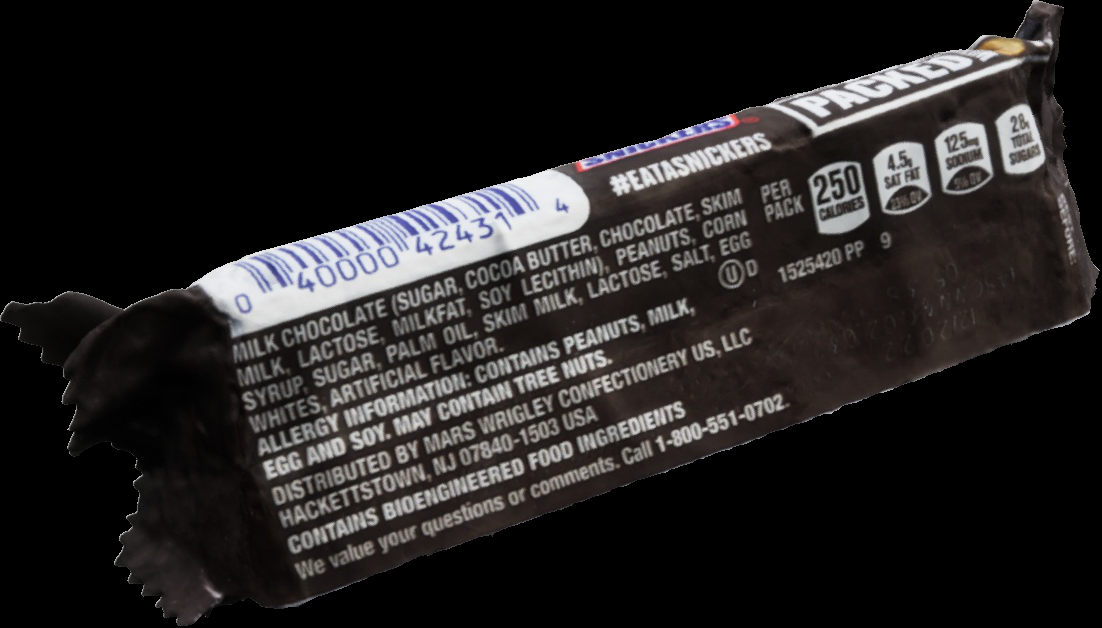 PACKED
SNICKERS
®
#EATASNICKERS
0 40000 42431 4
MILK CHOCOLATE (SUGAR, COCOA BUTTER, CHOCOLATE, SKIM
MILK, LACTOSE, MILKFAT, SOY LECITHIN), PEANUTS, CORN
SYRUP, SUGAR, PALM OIL, SKIM MILK, LACTOSE, SALT, EGG
WHITES, ARTIFICIAL FLAVOR.
U D
ALLERGY INFORMATION: CONTAINS PEANUTS, MILK,
EGG AND SOY. MAY CONTAIN TREE NUTS.
DISTRIBUTED BY MARS WRIGLEY CONFECTIONERY US, LLC
HACKETTSTOWN, NJ 07840-1503 USA
CONTAINS BIOENGINEERED FOOD INGREDIENTS
We value your questions or comments. Call 1-800-551-0702.
PER
PACK
250
CALORIES
4.5g
SAT FAT
23% DV
125mg
SODIUM
5% DV
28g
TOTAL
SUGARS
1525420 PP 9